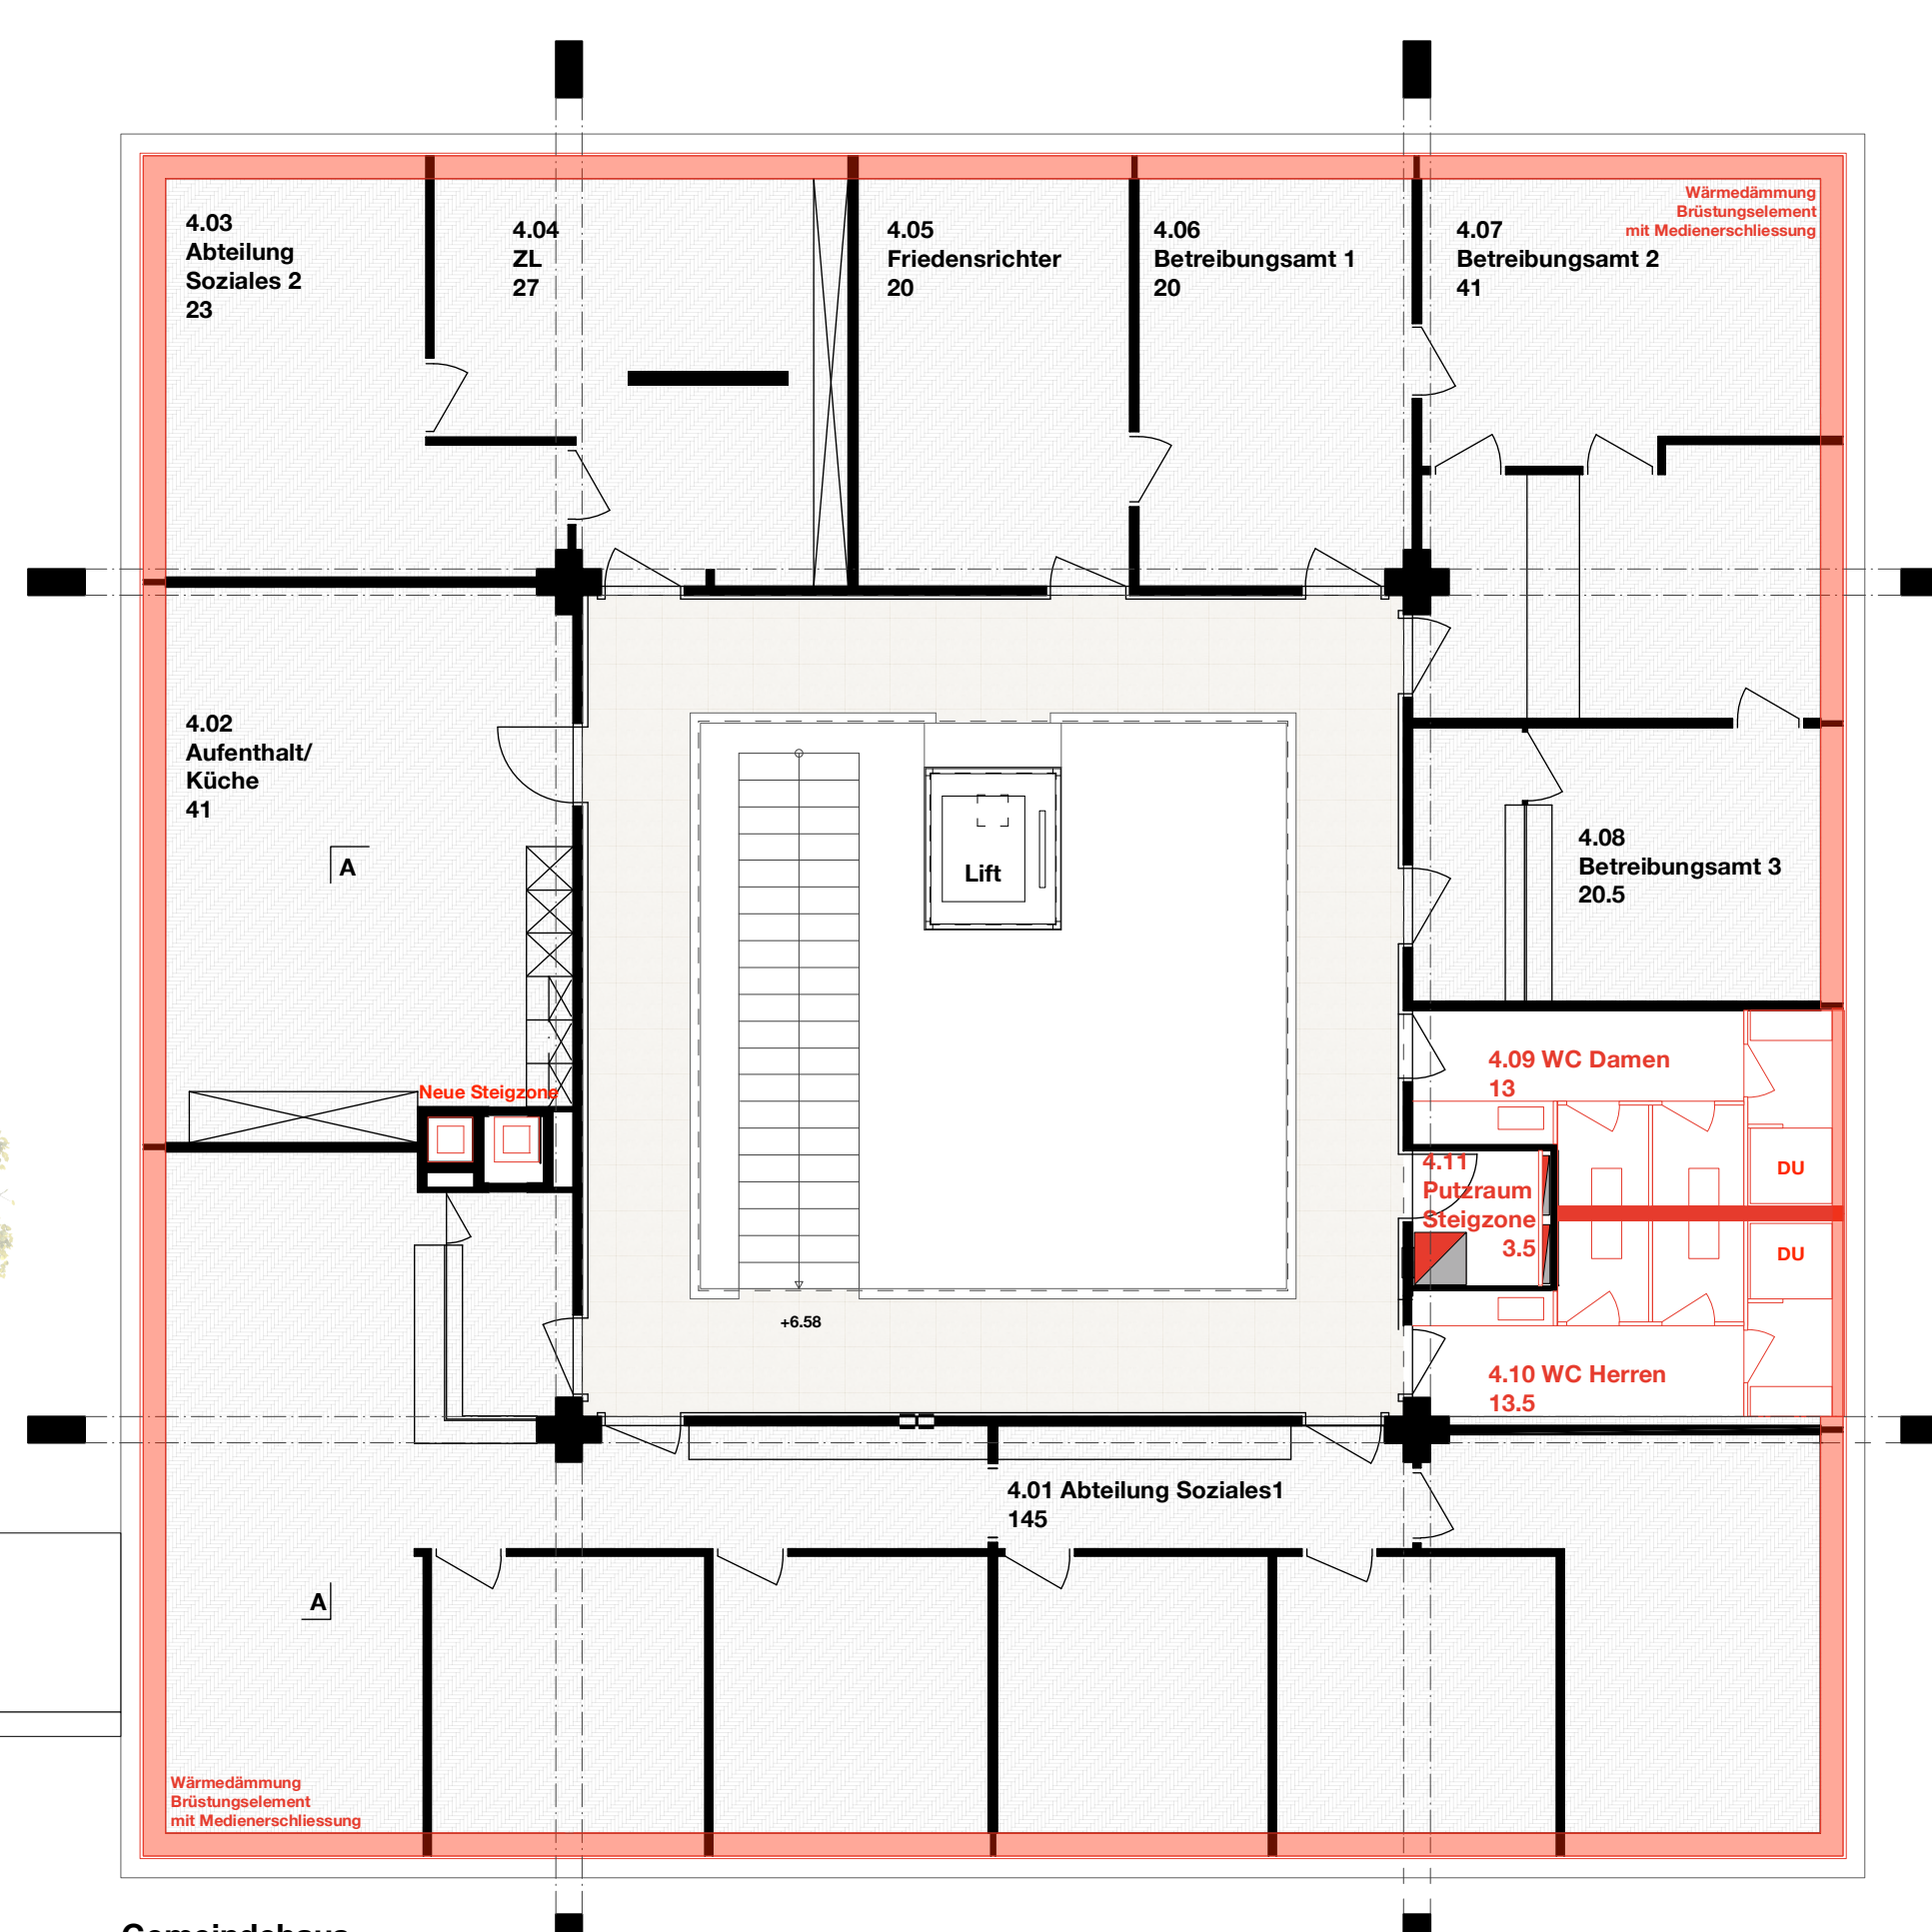 4.03
Abteilung
Soziales 2
23
4.04
ZL
27
4.05
Friedensrichter
20
4.06
Betreibungsamt 1
20
Wärmedämmung
Brüstungselement
mit Medienerschliessung
4.07
Betreibungsamt 2
41
4.02
Aufenthalt/
Küche
41
A
Lift
4.08
Betreibungsamt 3
20.5
Neue Steigzone
4.09 WC Damen
13
4.11
Putzraum
Steigzone
3.5
DU
DU
+6.58
4.10 WC Herren
13.5
4.01 Abteilung Soziales1
145
A
Wärmedämmung
Brüstungselement
mit Medienerschliessung
Gemeindehaus